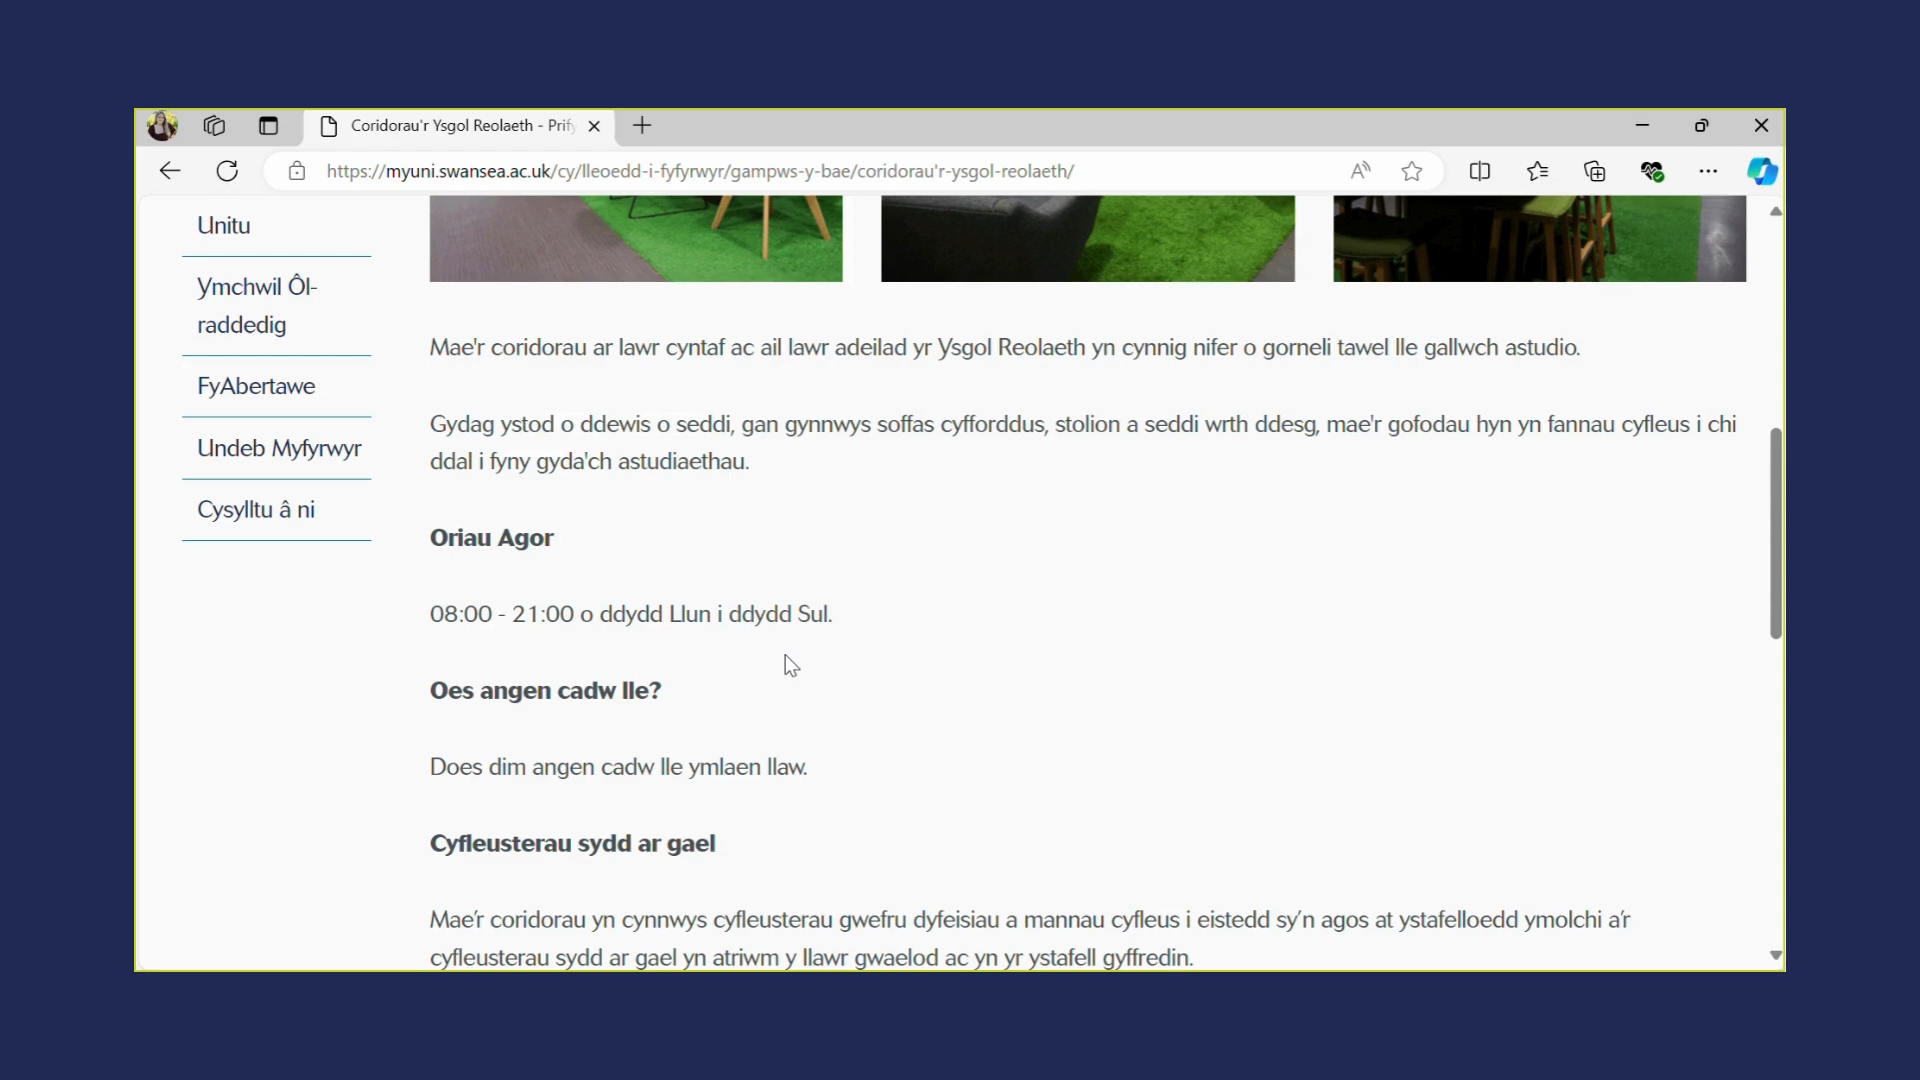 Coridorau'r Ysgol Reolaeth - Prif
https://myuni.swansea.ac.uk/cy/lleoedd-i-fyfyrwyr/gampws-y-bae/coridorau'r-ysgol-reolaeth/
Unitu
Ymchwil Ôl-
raddedig
FyAbertawe
Undeb Myfyrwyr
Cysylltu â ni
Mae'r coridorau ar lawr cyntaf ac ail lawr adeilad yr Ysgol Reolaeth yn cynnig nifer o gorneli tawel lle gallwch astudio.
Gydag ystod o ddewis o seddi, gan gynnwys soffas cyfforddus, stolion a seddi wrth ddesg, mae'r gofodau hyn yn fannau cyfleus i chi
ddal i fyny gyda'ch astudiaethau.
Oriau Agor
08:00 - 21:00 o ddydd Llun i ddydd Sul.
Oes angen cadw lle?
Does dim angen cadw lle ymlaen llaw.
Cyfleusterau sydd ar gael
Mae'r coridorau yn cynnwys cyfleusterau gwefru dyfeisiau a mannau cyfleus i eistedd sy'n agos at ystafelloedd ymolchi a'r
cyfleusterau sydd ar gael yn atriwm y llawr gwaelod ac yn yr ystafell gyffredin.